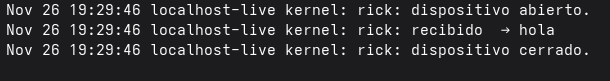 Nov 26 19:29:46 localhost-live kernel: rick: dispositivo abierto.
Nov 26 19:29:46 localhost-live kernel: rick: recibido → hola
Nov 26 19:29:46 localhost-live kernel: rick: dispositivo cerrado.